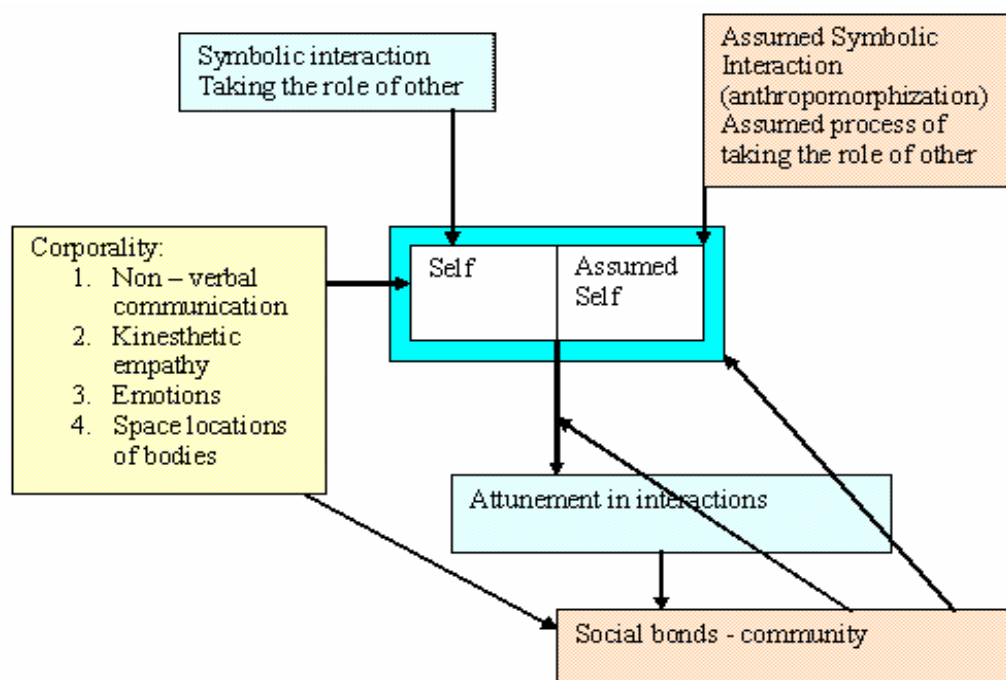 Symbolic interaction
Taking the role of other
Assumed Symbolic
Interaction
(anthropomorphization)
Assumed process of
taking the role of other
Corporality:
1. Non – verbal
communication
2. Kinesthetic
empathy
3. Emotions
4. Space locations
of bodies
Self
Assumed
Self
Attunement in interactions
Social bonds - community